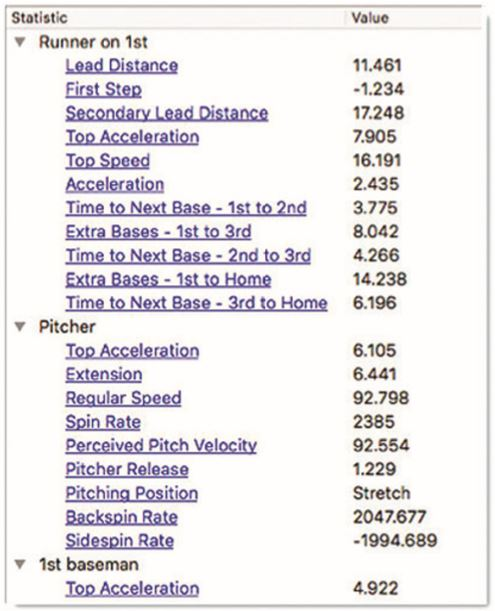 Statistic Value
Runner on 1st
Lead Distance 11.461
First Step -1.234
Secondary Lead Distance 17.248
Top Acceleration 7.905
Top Speed 16.191
Acceleration 2.435
Time to Next Base - 1st to 2nd 3.775
Extra Bases - 1st to 3rd 8.042
Time to Next Base - 2nd to 3rd 4.266
Extra Bases - 1st to Home 14.238
Time to Next Base - 3rd to Home 6.196
Pitcher
Top Acceleration 6.105
Extension 6.441
Regular Speed 92.798
Spin Rate 2385
Perceived Pitch Velocity 92.554
Pitcher Release 1.229
Pitching Position Stretch
Backspin Rate 2047.677
Sidespin Rate -1994.689
1st baseman
Top Acceleration 4.922